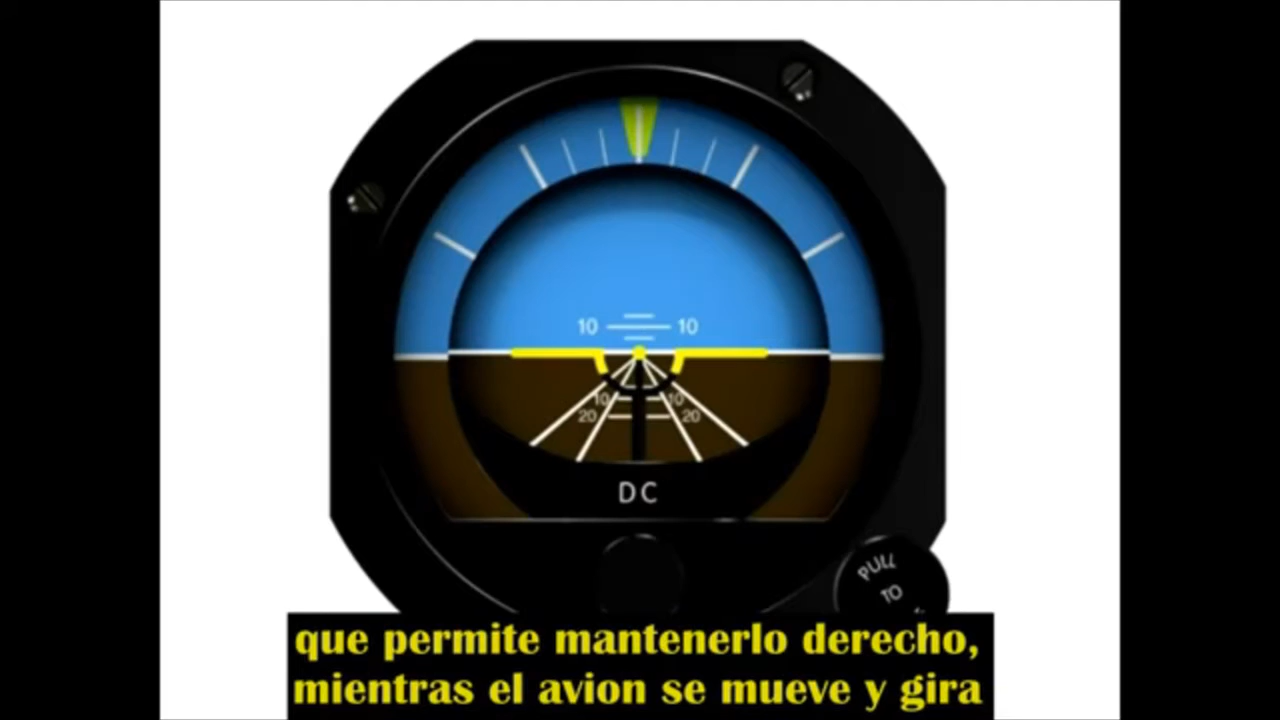 10 10
10 10
20 20
DC
PULL
TO
que permite mantenerlo derecho,
mientras el avion se mueve y gira